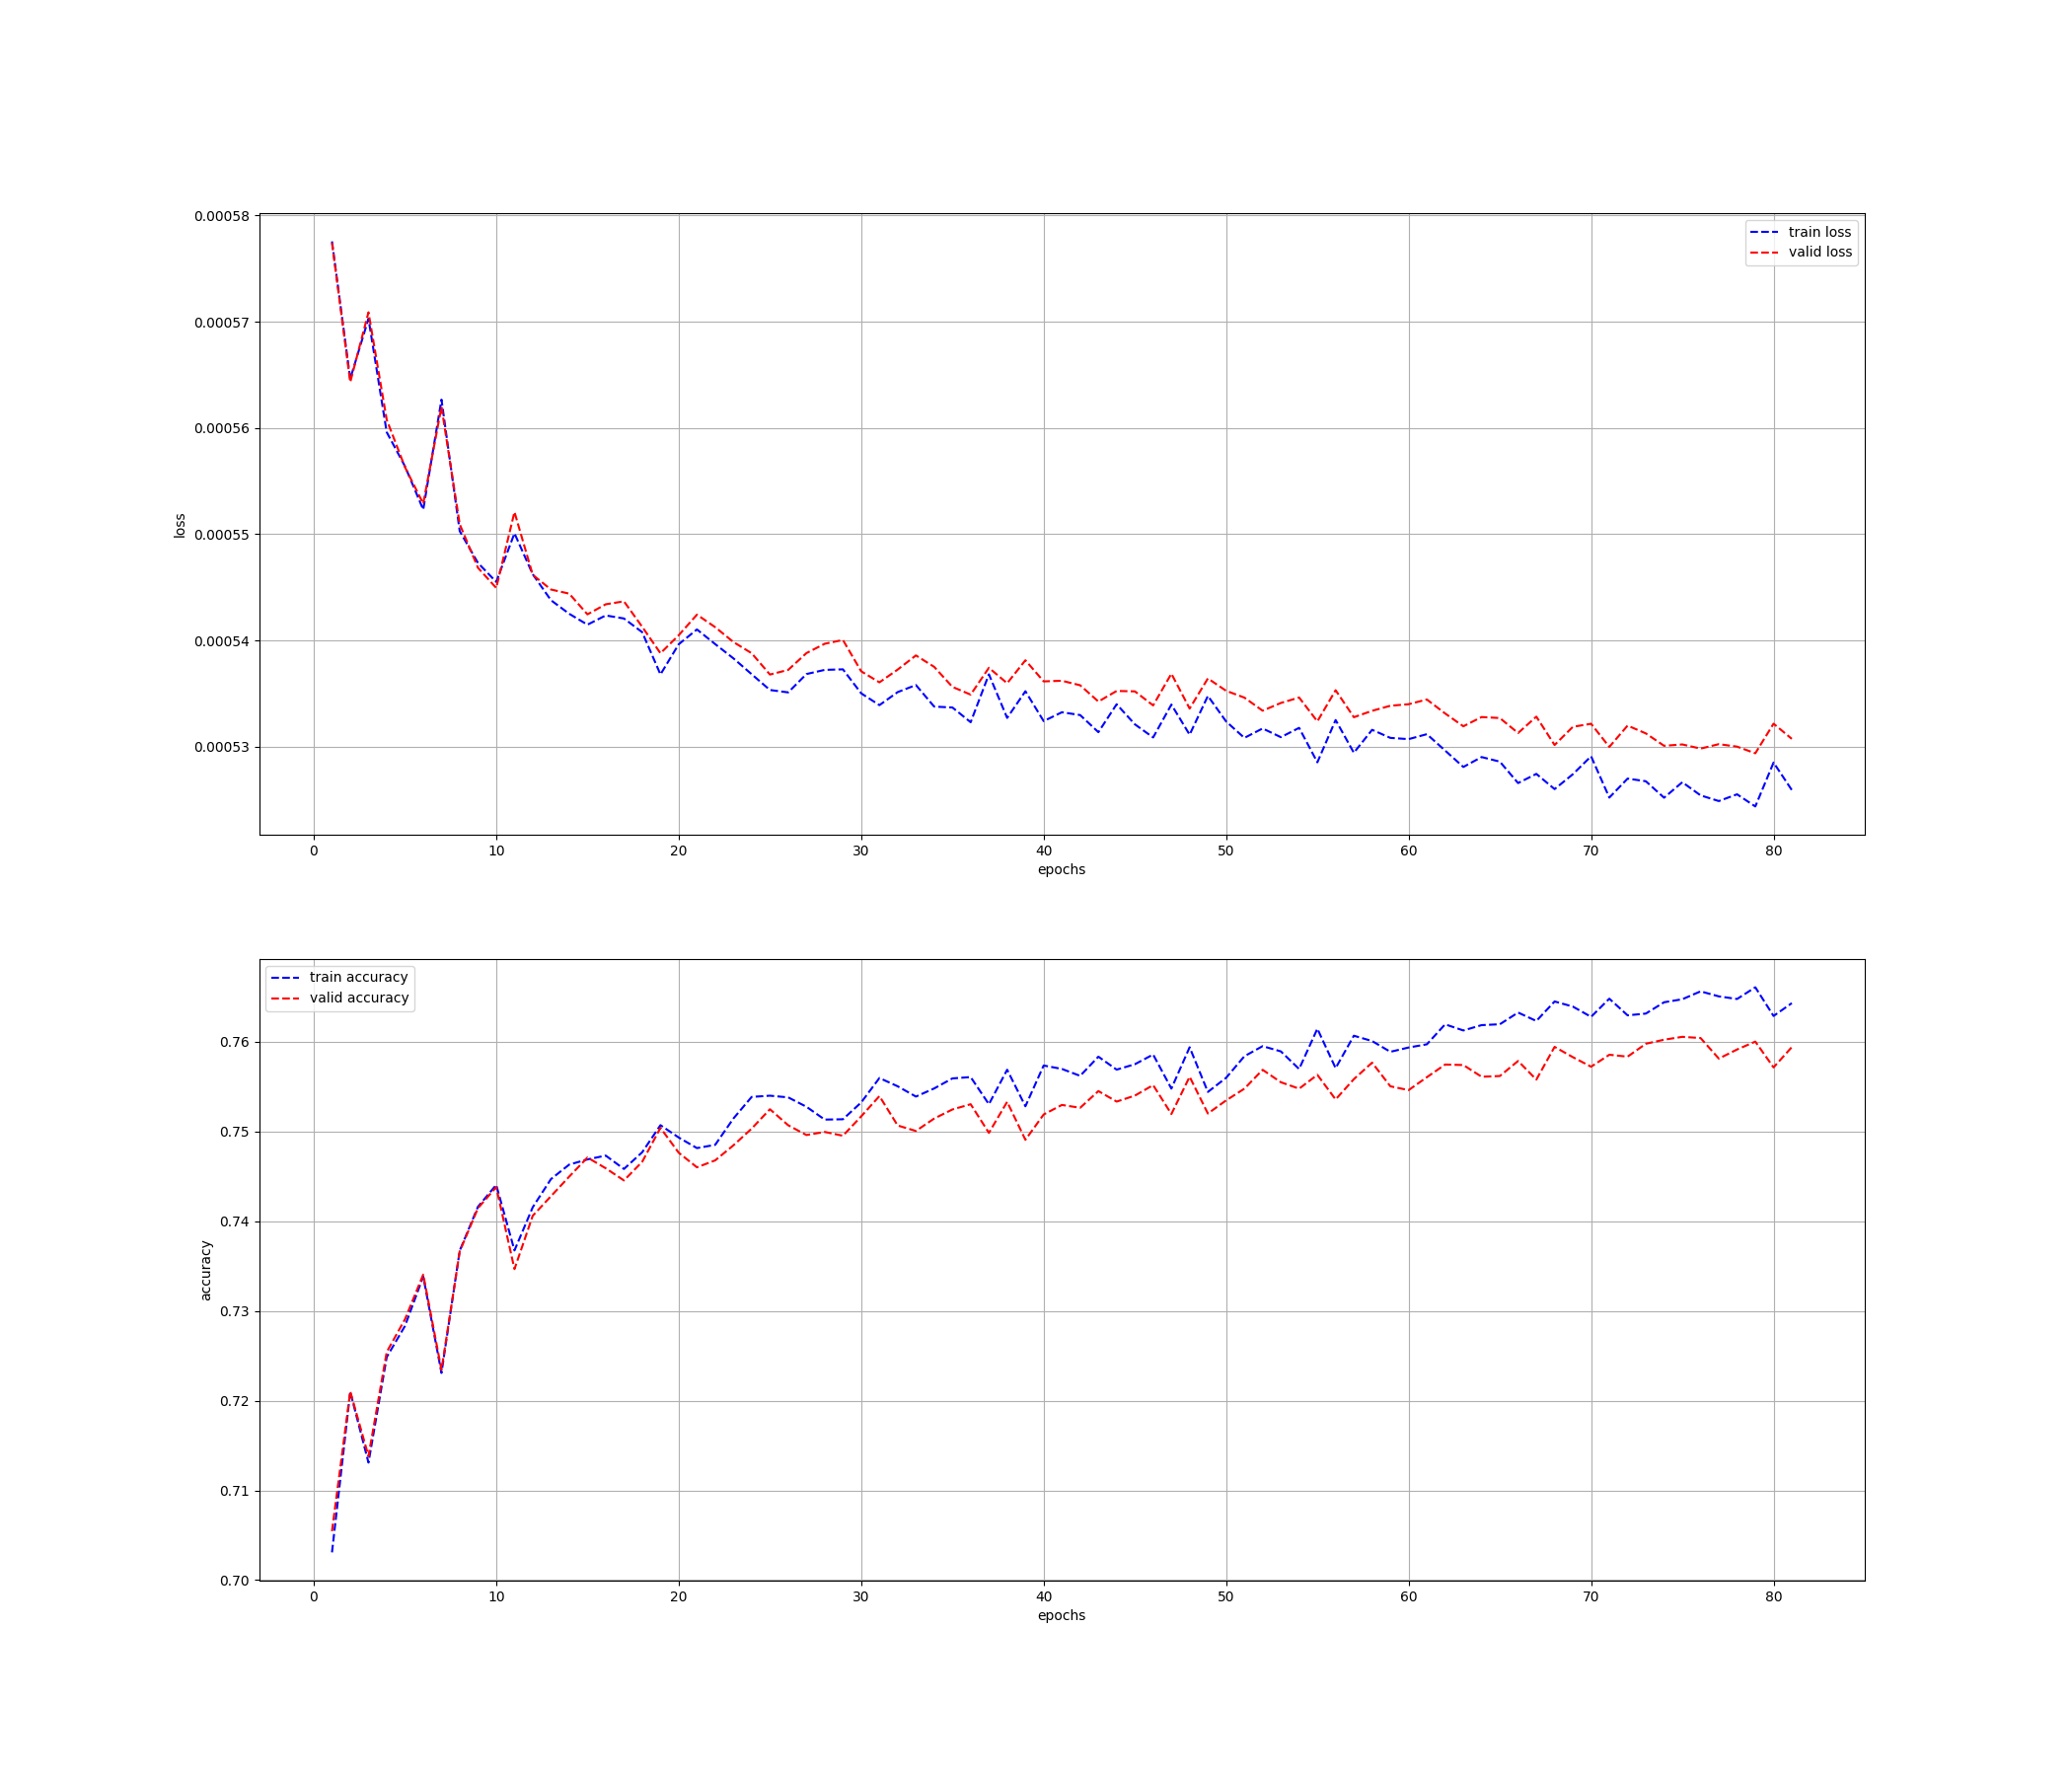 0.00058
0.00057
0.00056
0.00055
0.00054
0.00053
loss
train loss
valid loss
0 10 20 30 40 50 60 70 80
epochs
train accuracy
valid accuracy
0.76
0.75
0.74
0.73
0.72
0.71
0.70
accuracy
0 10 20 30 40 50 60 70 80
epochs